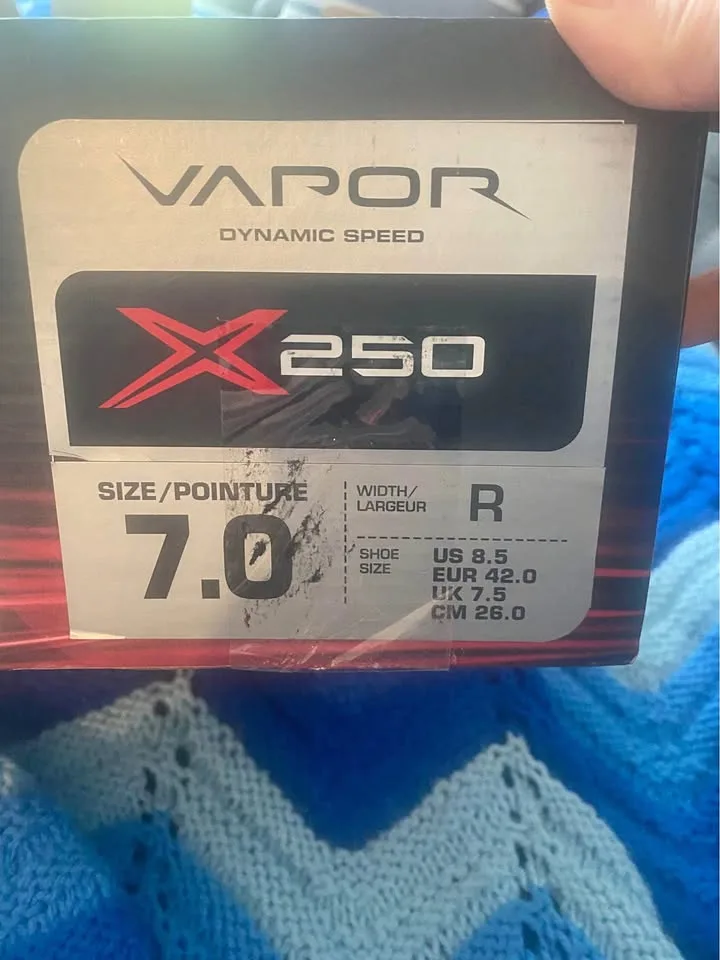 VAPOR
DYNAMIC SPEED
X250
SIZE/POINTURE
7.0
WIDTH/
LARGEUR
R
SHOE
SIZE
US 8.5
EUR 42.0
UK 7.5
CM 26.0